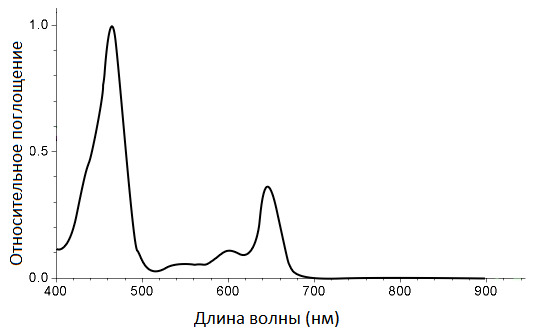 Относительное поглощение
1.0
0.5
0.0
400 500 600 700 800 900
Длина волны (нм)